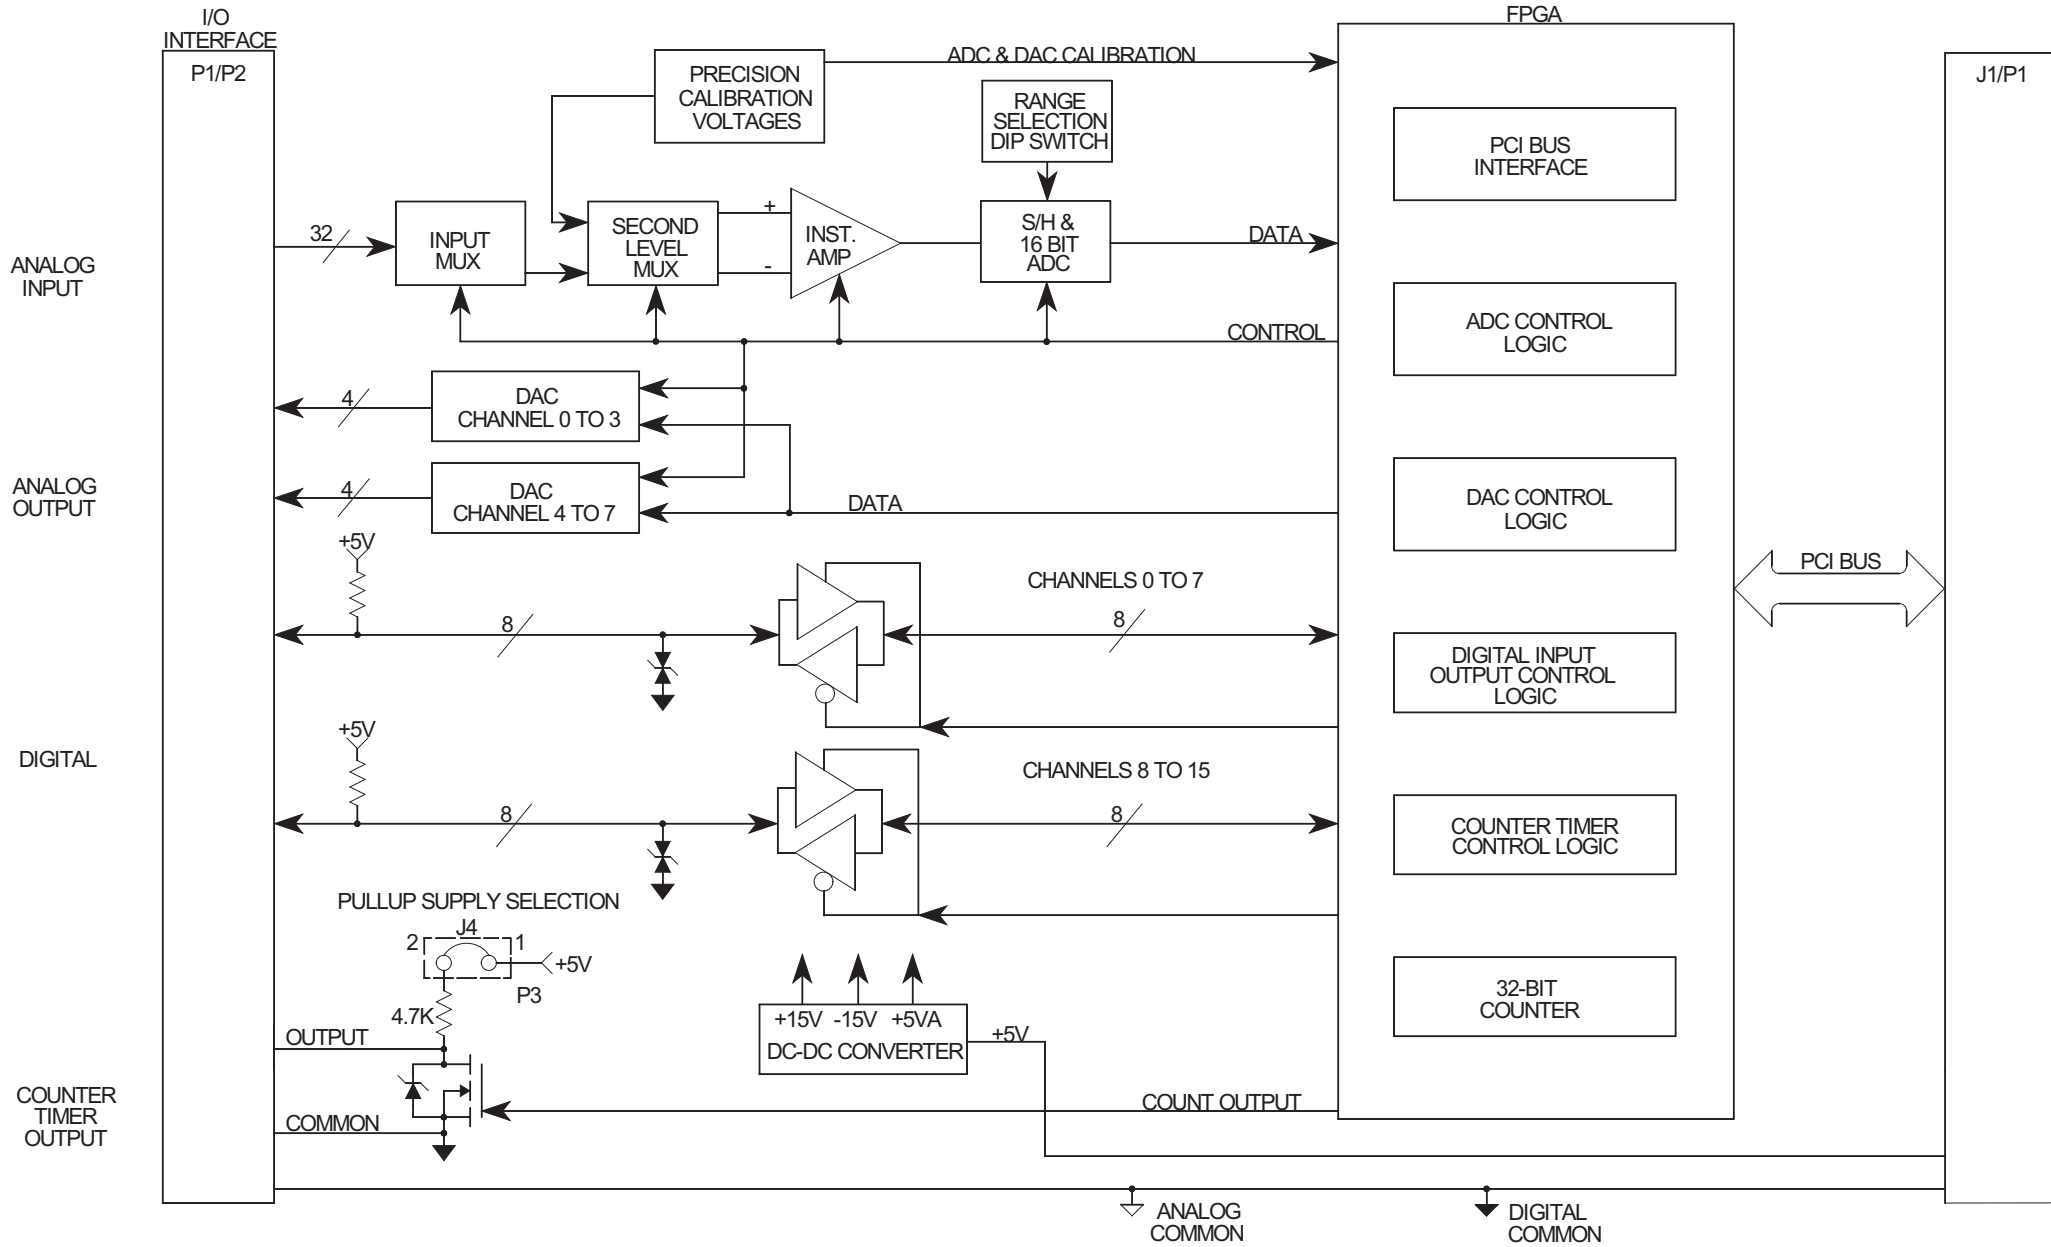 I/O
INTERFACE
P1/P2
FPGA
J1/P1
PRECISION
CALIBRATION
VOLTAGES
ADC & DAC CALIBRATION
RANGE
SELECTION
DIP SWITCH
PCI BUS
INTERFACE
ANALOG
INPUT
32
INPUT
MUX
SECOND
LEVEL
MUX
+
-
INST.
AMP
S/H &
16 BIT
ADC
DATA
CONTROL
ADC CONTROL
LOGIC
4
DAC
CHANNEL 0 TO 3
ANALOG
OUTPUT
4
DAC
CHANNEL 4 TO 7
DATA
DAC CONTROL
LOGIC
+5V
CHANNELS 0 TO 7
8
8
PCI BUS
DIGITAL INPUT
OUTPUT CONTROL
LOGIC
DIGITAL
+5V
CHANNELS 8 TO 15
8
8
COUNTER TIMER
CONTROL LOGIC
PULLUP SUPPLY SELECTION
J4
2
1
+5V
P3
4.7K
+15V
-15V
+5VA
DC-DC CONVERTER
+5V
32-BIT
COUNTER
OUTPUT
COUNTER
TIMER
OUTPUT
COMMON
COUNT OUTPUT
ANALOG
COMMON
DIGITAL
COMMON